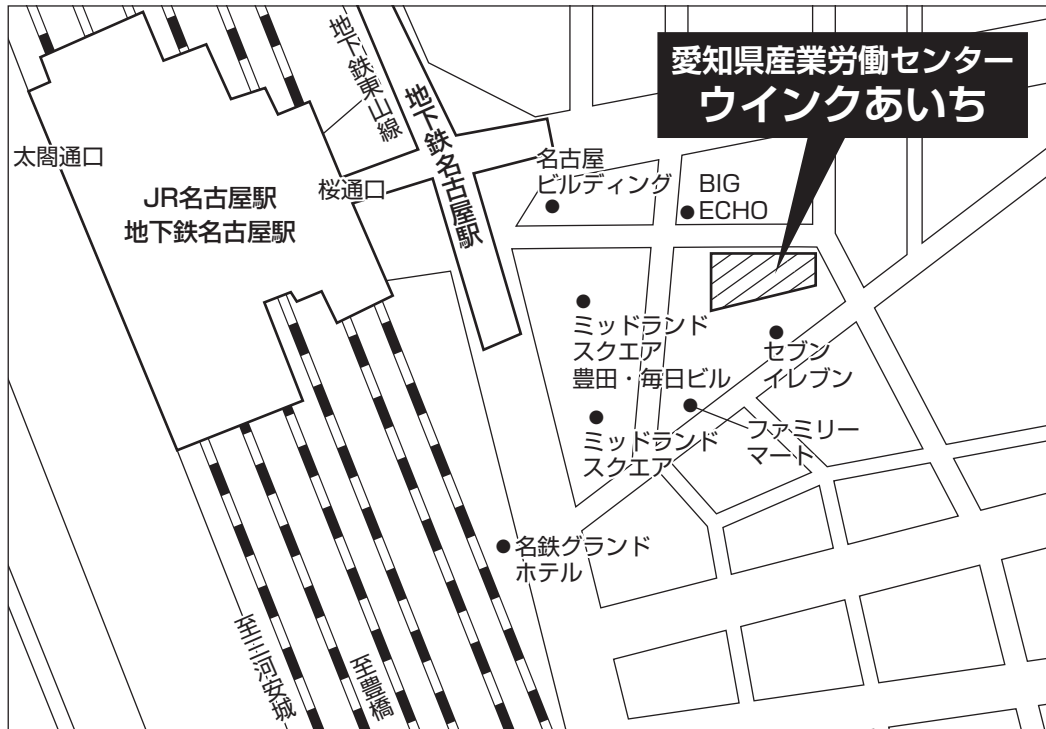 愛知県産業労働センター
ウインクあいち
地下鉄東山線
地下鉄名古屋駅
太閤通口
桜通口
JR名古屋駅
地下鉄名古屋駅
名古屋
ビルディング
BIG
ECHO
ミッドランド
スクエア
豊田・毎日ビル
セブン
イレブン
ミッドランド
スクエア
ファミリー
マート
名鉄グランド
ホテル
至三河安城
至豊橋